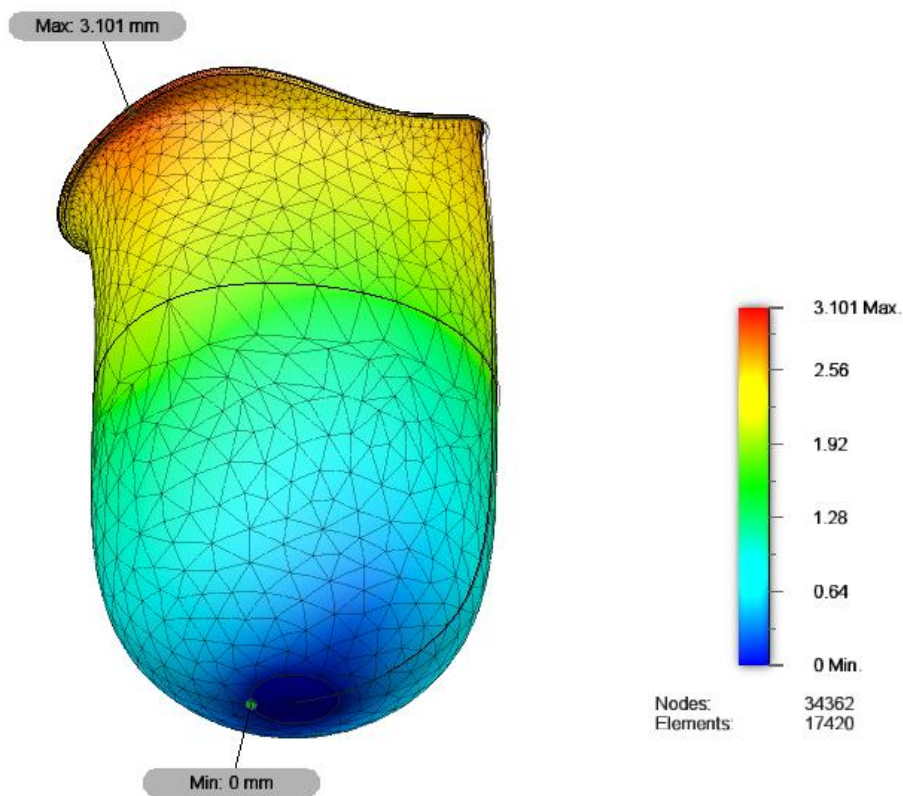 Max: 3.101 mm
3.101 Max.
2.56
1.92
1.28
0.64
0 Min.
Nodes: 34362
Elements: 17420
Min: 0 mm